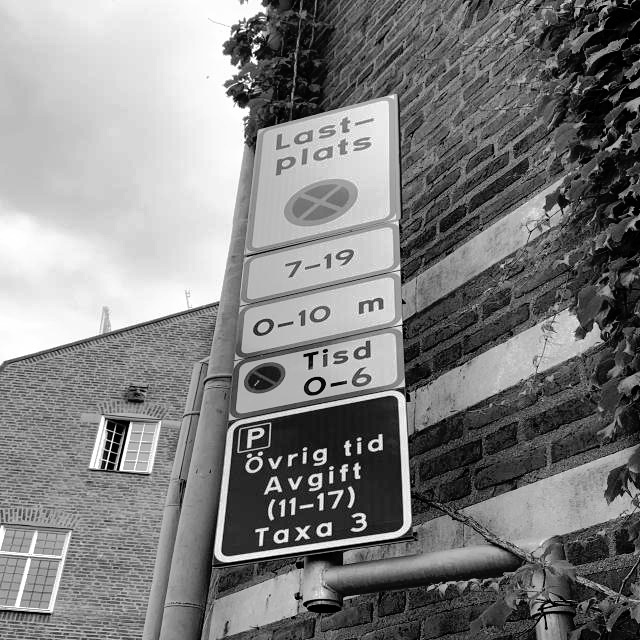 Last-
plats
7-19
0-10 m
Tisd
0-6
P
Övrig tid
Avgift
(11-17)
Taxa 3